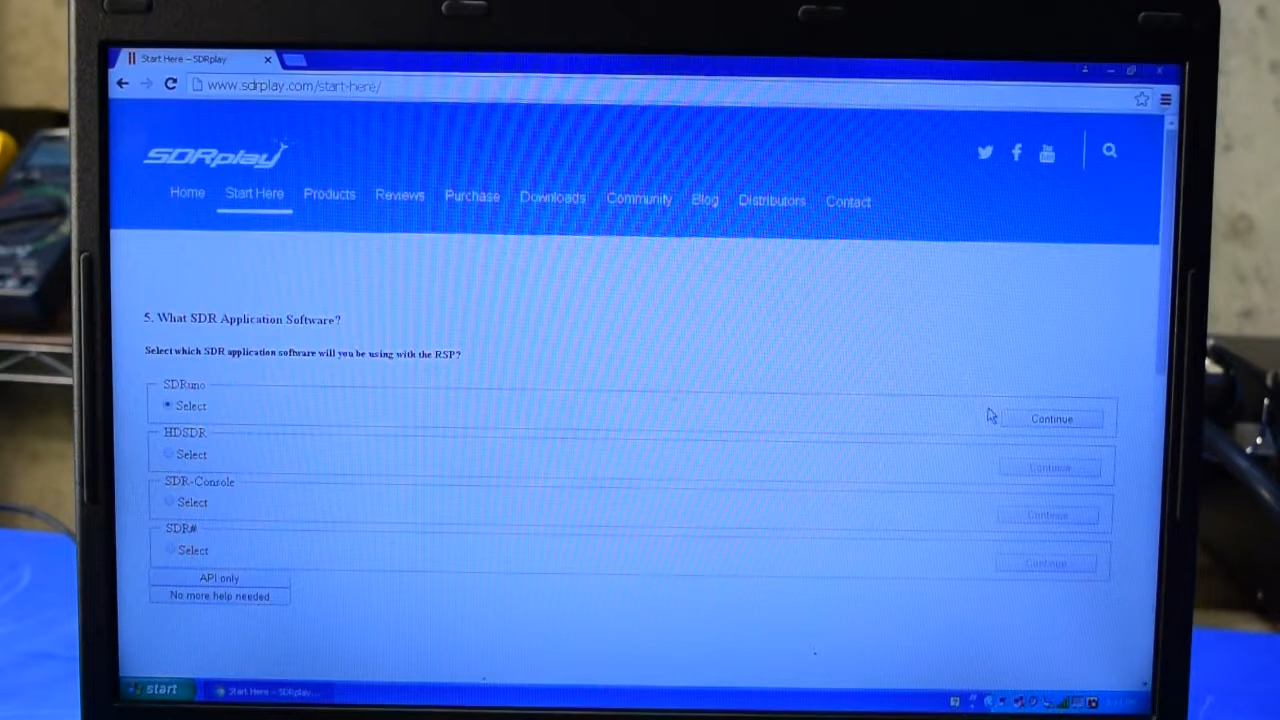 Start Here – SDRplay
www.sdrplay.com/start-here/
SDRplay
Home Start Here Products Reviews Purchase Downloads Community Blog Distributors Contact
5. What SDR Application Software?
Select which SDR application software will you be using with the RSP?
SDRuno
Select
Continue
HDSDR
Select
Continue
SDR-Console
Select
Continue
SDR#
Select
Continue
API only
No more help needed
start
Start Here – SDRplay...